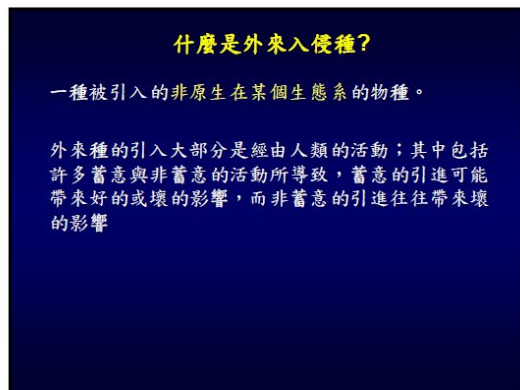 什麼是外來入侵種?
一種被引入的非原生在某個生態系的物種。
外來種的引入大部分是經由人類的活動；其中包括
許多蓄意與非蓄意的活動所導致，蓄意的引進可能
帶來好的或壞的影響，而非蓄意的引進往往帶來壞
的影響